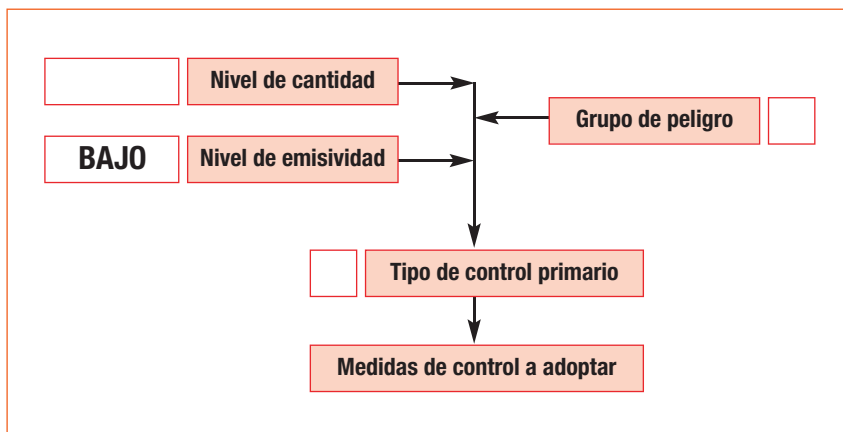 Nivel de cantidad
Grupo de peligro
BAJO Nivel de emisividad
Tipo de control primario
Medidas de control a adoptar